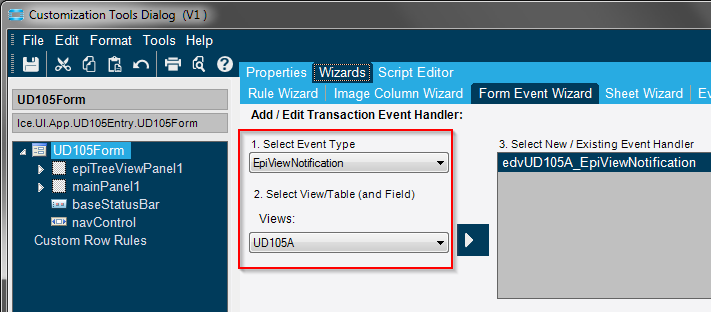 Customization Tools Dialog (V1 )
File Edit Format Tools Help
Properties Wizards Script Editor
Rule Wizard Image Column Wizard Form Event Wizard Sheet Wizard
UD105Form
Ice.UI.App.UD105Entry.UD105Form
UD105Form
epiTreeViewPanel1
mainPanel1
baseStatusBar
navControl
Custom Row Rules
Add / Edit Transaction Event Handler:
1. Select Event Type
EpiViewNotification
2. Select View/Table (and Field)
Views:
UD105A
3. Select New / Existing Event Handler
edvUD105A_EpiViewNotification